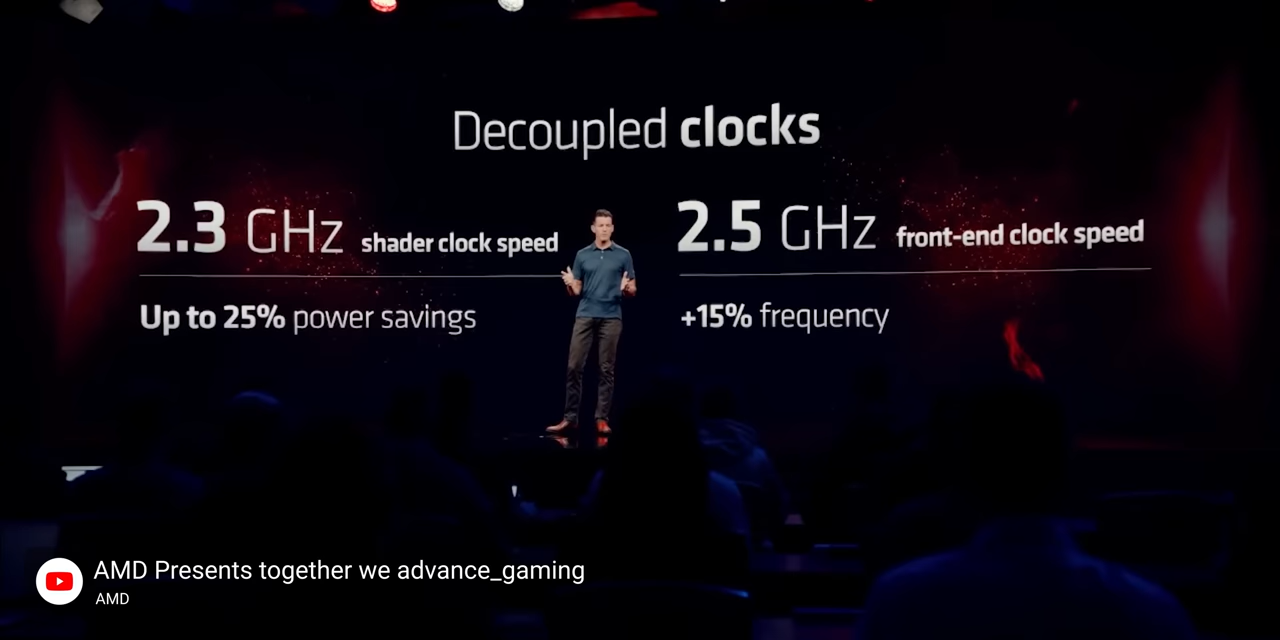 Decoupled clocks
2.3 GHz shader clock speed
Up to 25% power savings
2.5 GHz front-end clock speed
+15% frequency
AMD Presents together we advance_gaming
AMD